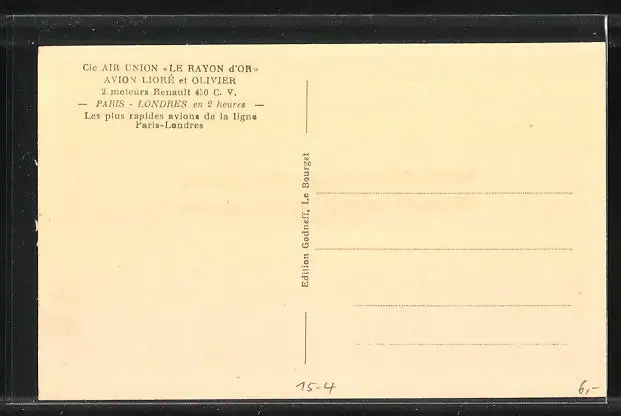 Cie AIR UNION «LE RAYON d'OR»
AVION LIORÉ et OLIVIER
2 moteurs Renault 450 C. V.
— PARIS - LONDRES en 2 heures —
Les plus rapides avions de la ligne
Paris-Londres
Edition Godneff, Le Bourget
15-4
6,-